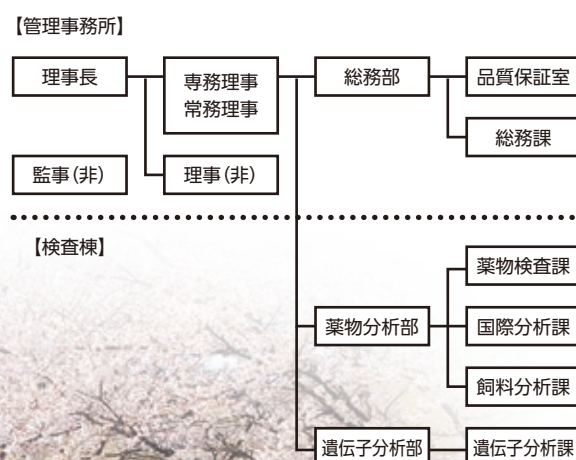 【管理事務所】
理事長
専務理事
常務理事
総務部
品質保証室
総務課
監事(非)
理事(非)
【検査棟】
薬物検査課
薬物分析部
国際分析課
飼料分析課
遺伝子分析部
遺伝子分析課